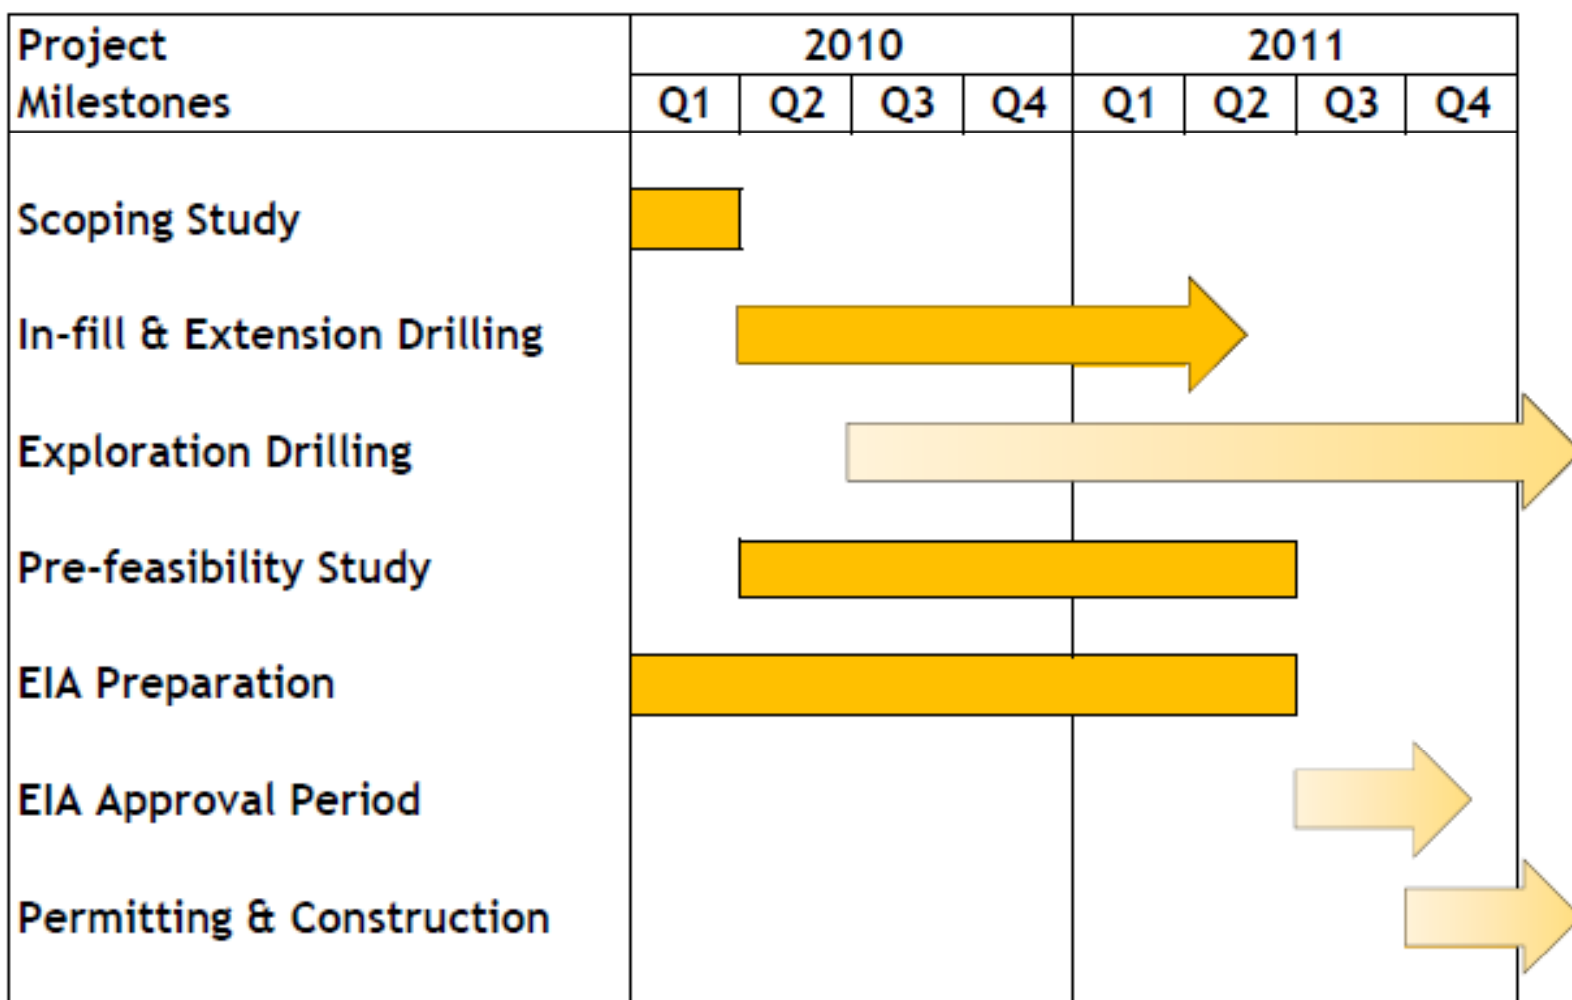 Project 2010 2011
Milestones Q1 Q2 Q3 Q4 Q1 Q2 Q3 Q4
Scoping Study
In-fill & Extension Drilling
Exploration Drilling
Pre-feasibility Study
EIA Preparation
EIA Approval Period
Permitting & Construction